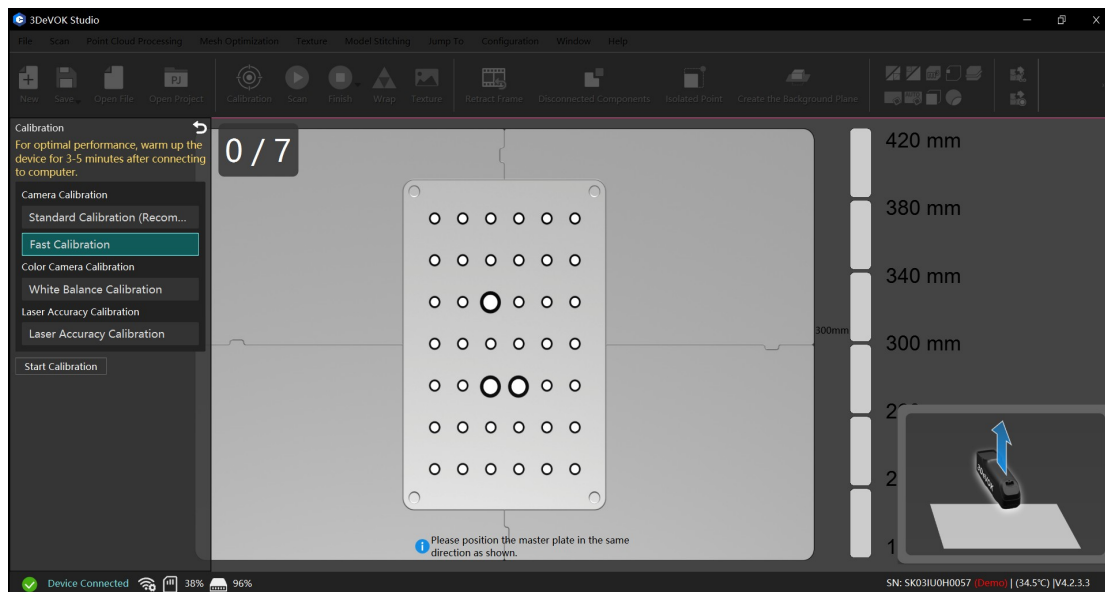 3DeVOK Studio
File Scan Point Cloud Processing Mesh Optimization Texture Model Stitching Jump To Configuration Window Help
PJ
New Save Open File Open Project Calibration Scan Finish Wrap Texture Retract Frame Disconnected Components Isolated Point Create the Background Plane
Calibration
For optimal performance, warm up the
device for 3-5 minutes after connecting
to computer.
Camera Calibration
Standard Calibration (Recom...
Fast Calibration
Color Camera Calibration
White Balance Calibration
Laser Accuracy Calibration
Laser Accuracy Calibration
Start Calibration
0 / 7
300mm
420 mm
380 mm
340 mm
300 mm
3DeVOK
Please position the master plate in the same
direction as shown.
Device Connected 38% 96%
SN: SK03IU0H0057 (Demo) | (34.5°C) |V4.2.3.3